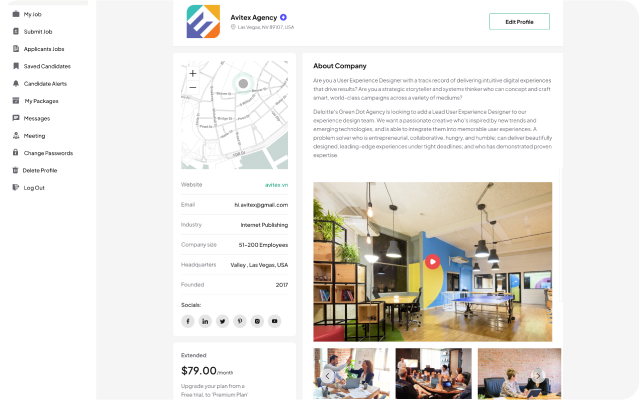 My Job
Submit Job
Applicants Jobs
Saved Candidates
Candidate Alerts
My Packages
Messages
Meeting
Change Passwords
Delete Profile
Log Out
Avitex Agency
Las Vegas, NV 89107, USA
Edit Profile
+
−
Website avitex.vn
Email hi.avitex@gmail.com
Industry Internet Publishing
Company size 51-200 Employees
Headquarters Valley , Las Vegas, USA
Founded 2017
Socials:
Extended
$79.00/month
Upgrade your plan from a
Free trial, to 'Premium Plan'
About Company
Are you a User Experience Designer with a track record of delivering intuitive digital experiences
that drive results? Are you a strategic storyteller and systems thinker who can concept and craft
smart, world-class campaigns across a variety of mediums?
Deloitte's Green Dot Agency is looking to add a Lead User Experience Designer to our
experience design team. We want a passionate creative who's inspired by new trends and
emerging technologies, and is able to integrate them into memorable user experiences. A
problem solver who is entrepreneurial, collaborative, hungry, and humble; can deliver beautifully
designed, leading-edge experiences under tight deadlines; and who has demonstrated proven
expertise.